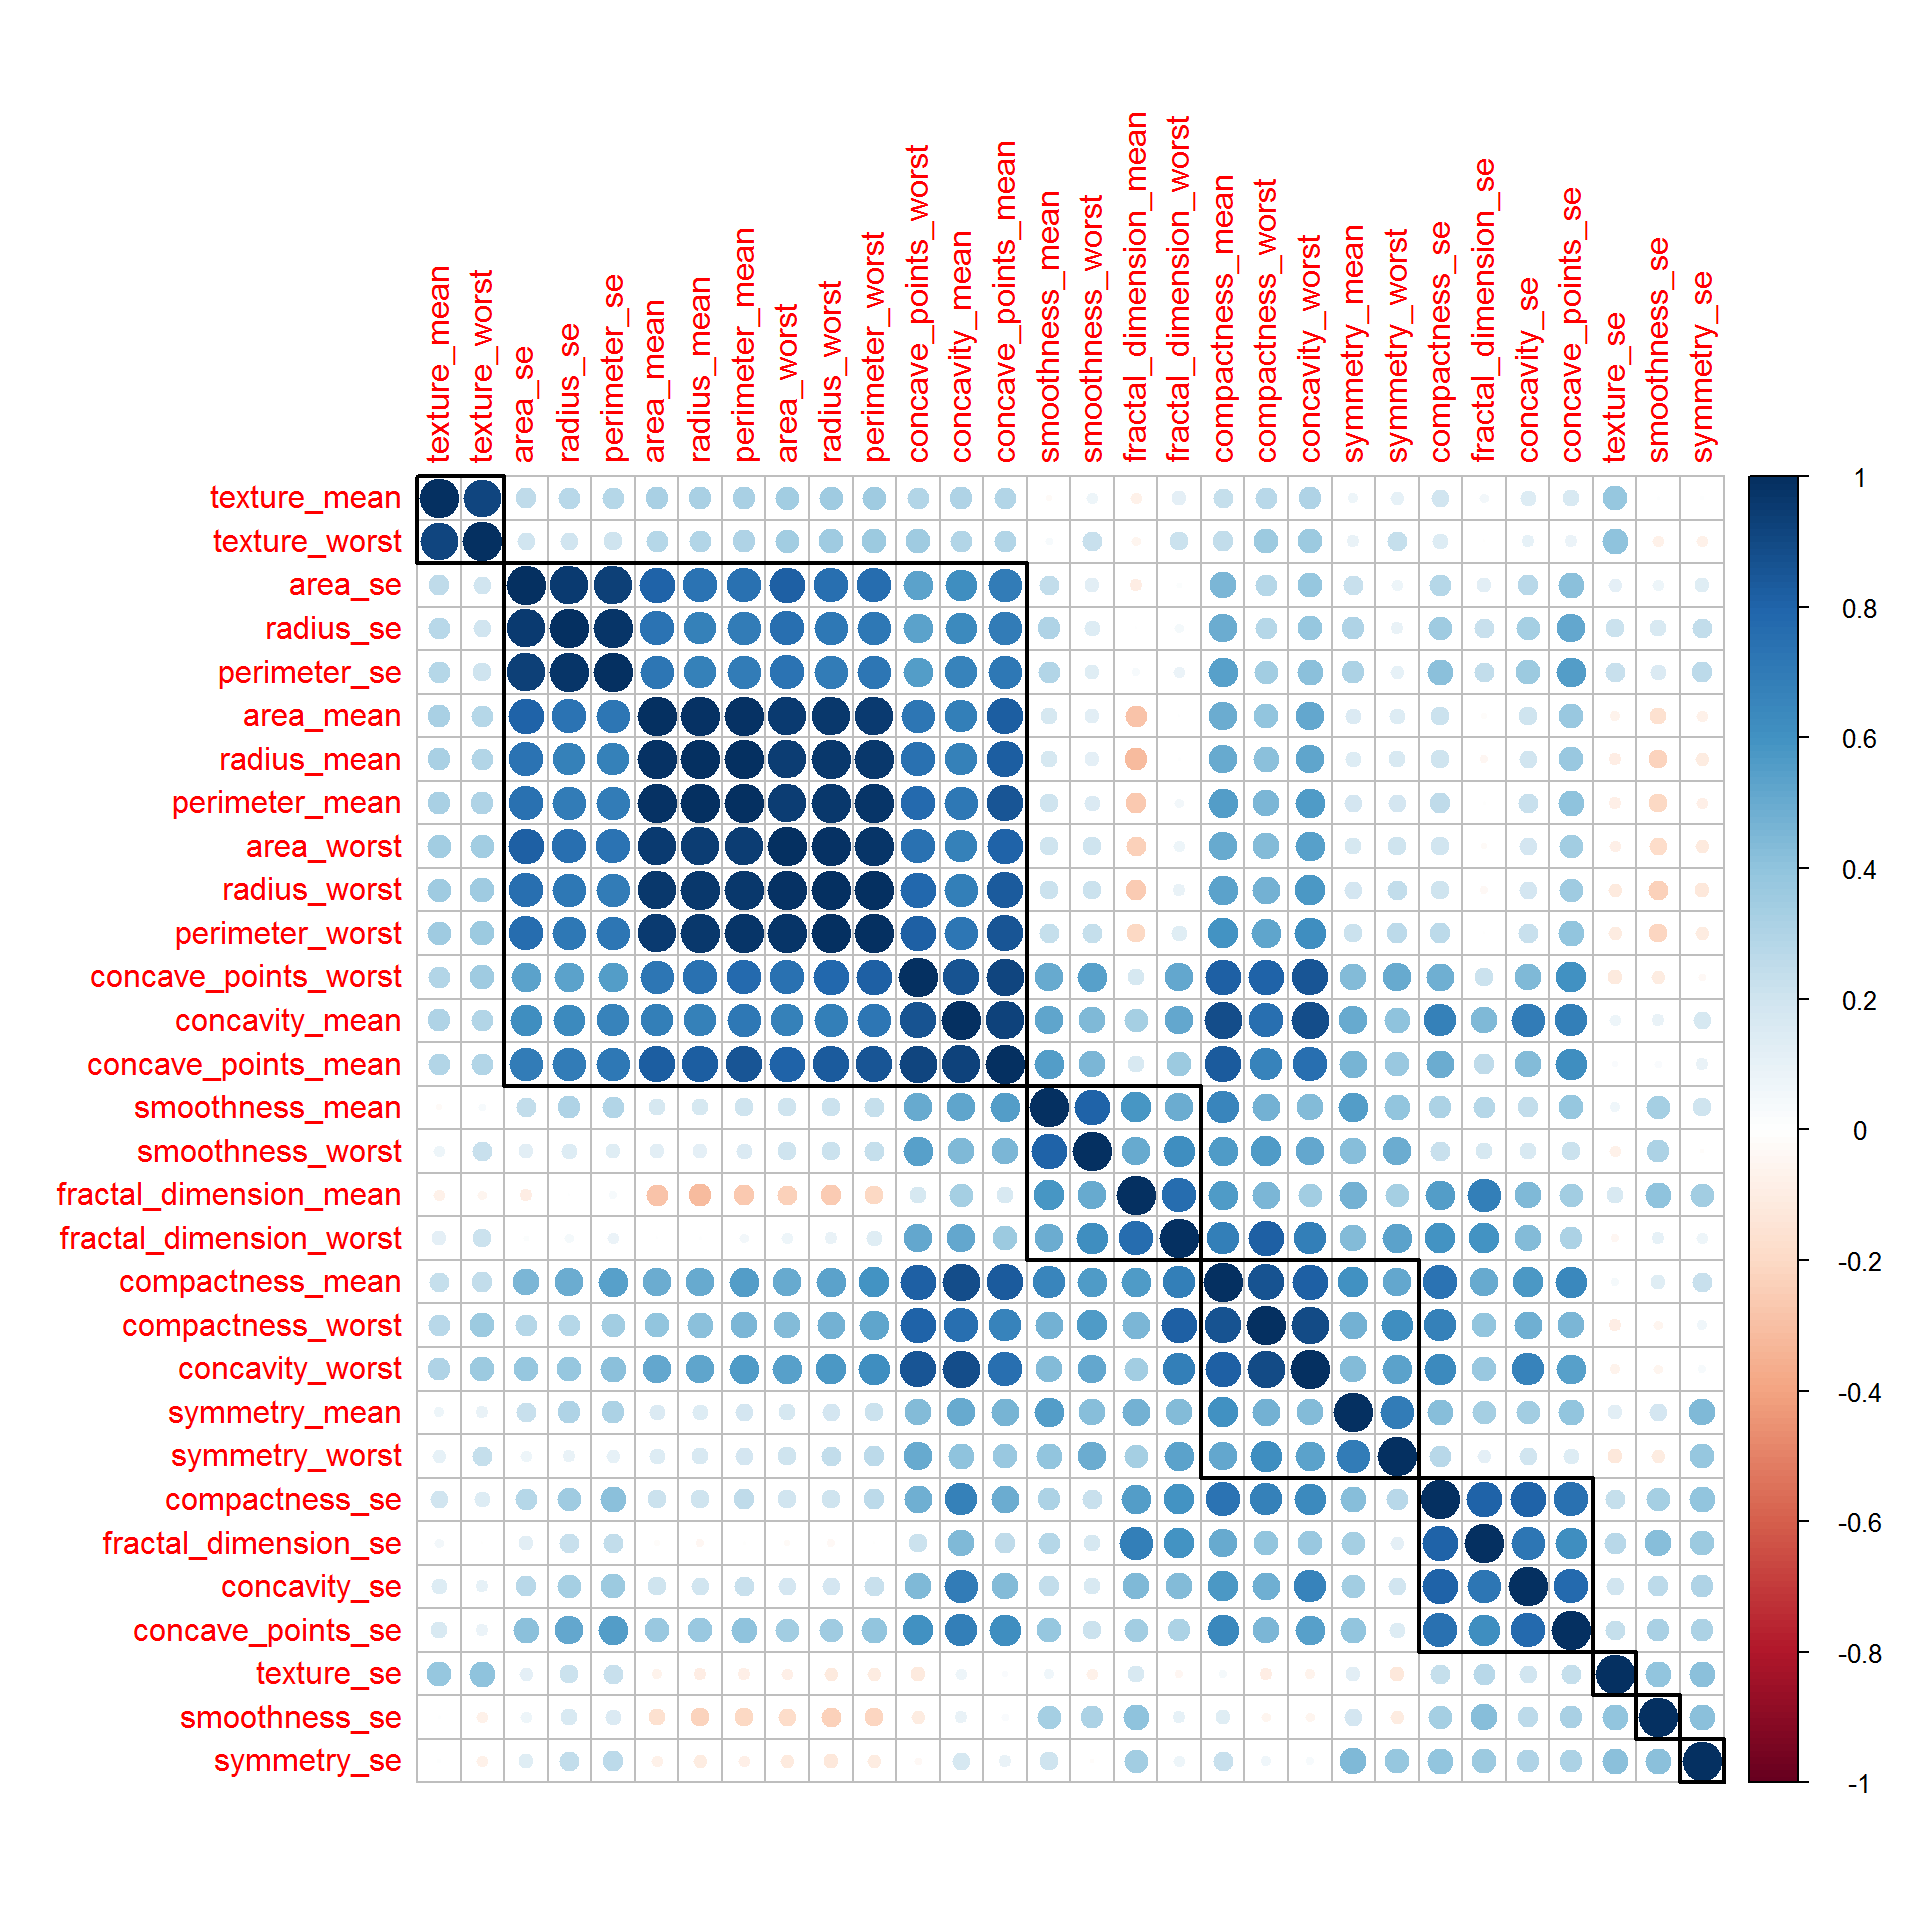 texture_mean
texture_worst
area_se
radius_se
perimeter_se
area_mean
radius_mean
perimeter_mean
area_worst
radius_worst
perimeter_worst
concave_points_worst
concavity_mean
concave_points_mean
smoothness_mean
smoothness_worst
fractal_dimension_mean
fractal_dimension_worst
compactness_mean
compactness_worst
concavity_worst
symmetry_mean
symmetry_worst
compactness_se
fractal_dimension_se
concavity_se
concave_points_se
texture_se
smoothness_se
symmetry_se
texture_mean
texture_worst
area_se
radius_se
perimeter_se
area_mean
radius_mean
perimeter_mean
area_worst
radius_worst
perimeter_worst
concave_points_worst
concavity_mean
concave_points_mean
smoothness_mean
smoothness_worst
fractal_dimension_mean
fractal_dimension_worst
compactness_mean
compactness_worst
concavity_worst
symmetry_mean
symmetry_worst
compactness_se
fractal_dimension_se
concavity_se
concave_points_se
texture_se
smoothness_se
symmetry_se
1
0.8
0.6
0.4
0.2
0
-0.2
-0.4
-0.6
-0.8
-1